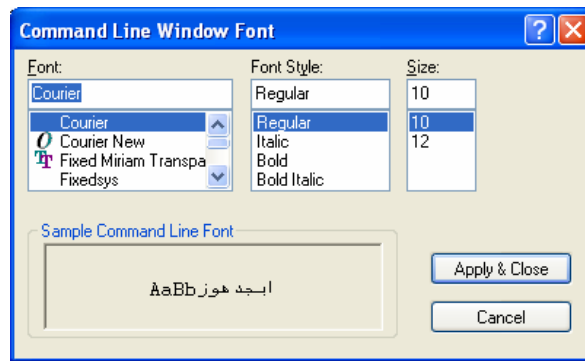 Command Line Window Font
Font:
Font Style:
Size:
Courier
Regular
10
Courier
Courier New
Fixed Miriam Transpa
Fixedsys
Regular
Italic
Bold
Bold Italic
10
12
Sample Command Line Font
AaBbابجد هوز
Apply & Close
Cancel